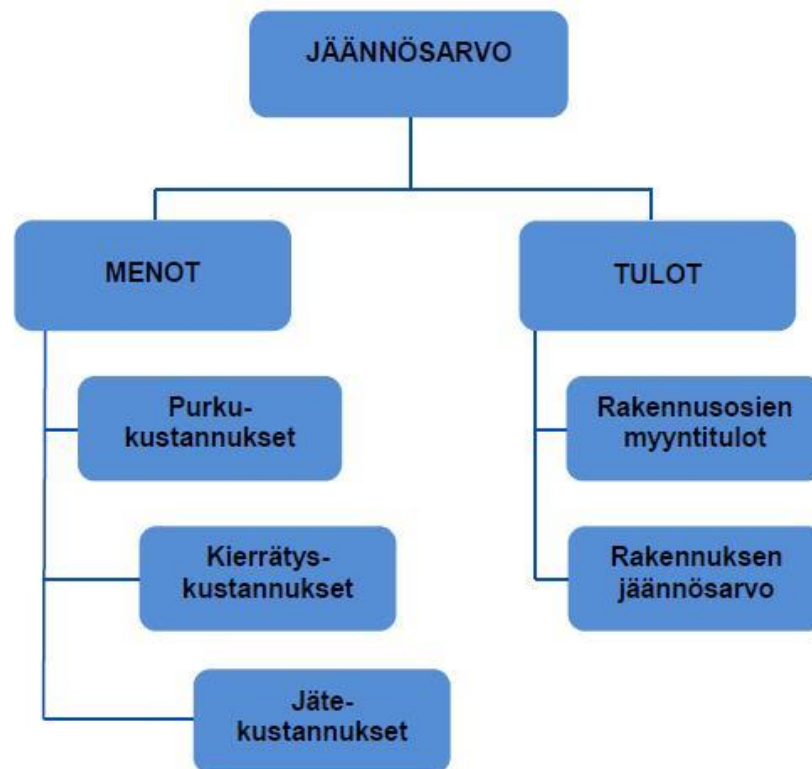 JÄÄNNÖSARVO
MENOT
Purku-
kustannukset
Kierrätys-
kustannukset
Jäte-
kustannukset
TULOT
Rakennusosien
myyntitulot
Rakennuksen
jäännösarvo